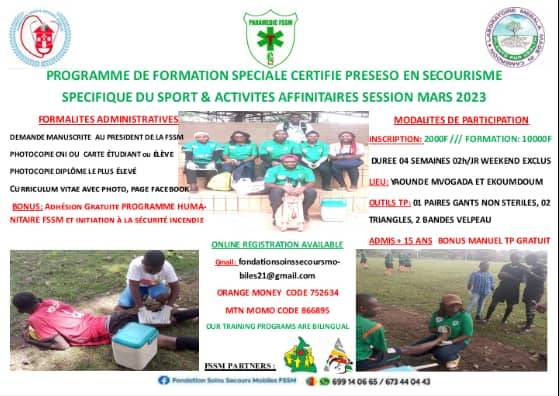 PARAMEDIC FSSM
PROGRAMME DE FORMATION SPECIALE CERTIFIE PRESESO EN SECOURISME
SPECIFIQUE DU SPORT & ACTIVITES AFFINITAIRES SESSION MARS 2023
FORMALITES ADMINISTRATIVES
DEMANDE MANUSCRITE AU PRESIDENT DE LA FSSM
PHOTOCOPIE CNI OU CARTE ÉTUDIANT OU ÉLÈVE
PHOTOCOPIE DIPLÔME LE PLUS ÉLEVÉ
CURRICULUM VITAE AVEC PHOTO, PAGE FACEBOOK
BONUS: ADHÉSION GRATUITE PROGRAMME HUMA-
NITAIRE FSSM ET INITIATION À LA SÉCURITÉ INCENDIE
MODALITES DE PARTICIPATION
INSCRIPTION: 2000F /// FORMATION: 10000F
DUREE 04 SEMAINES 02h/JR WEEKEND EXCLUS
LIEU: YAOUNDE MVOGADA ET EKOUMDOUM
OUTILS TP: 01 PAIRES GANTS NON STERILES, 02
TRIANGLES, 2 BANDES VELPEAU
ADMIS + 15 ANS BONUS MANUEL TP GRATUIT
ONLINE REGISTRATION AVAILABLE
Gmail: fondationsoinssecoursmo-
biles21@gmail.com
ORANGE MONEY CODE 752634
MTN MOMO CODE 866895
OUR TRAINING PROGRAMS ARE BILINGUAL
FSSM PARTNERS :
Fondation Soins Secours Mobiles FSSM
699 14 06 65 / 673 44 04 43